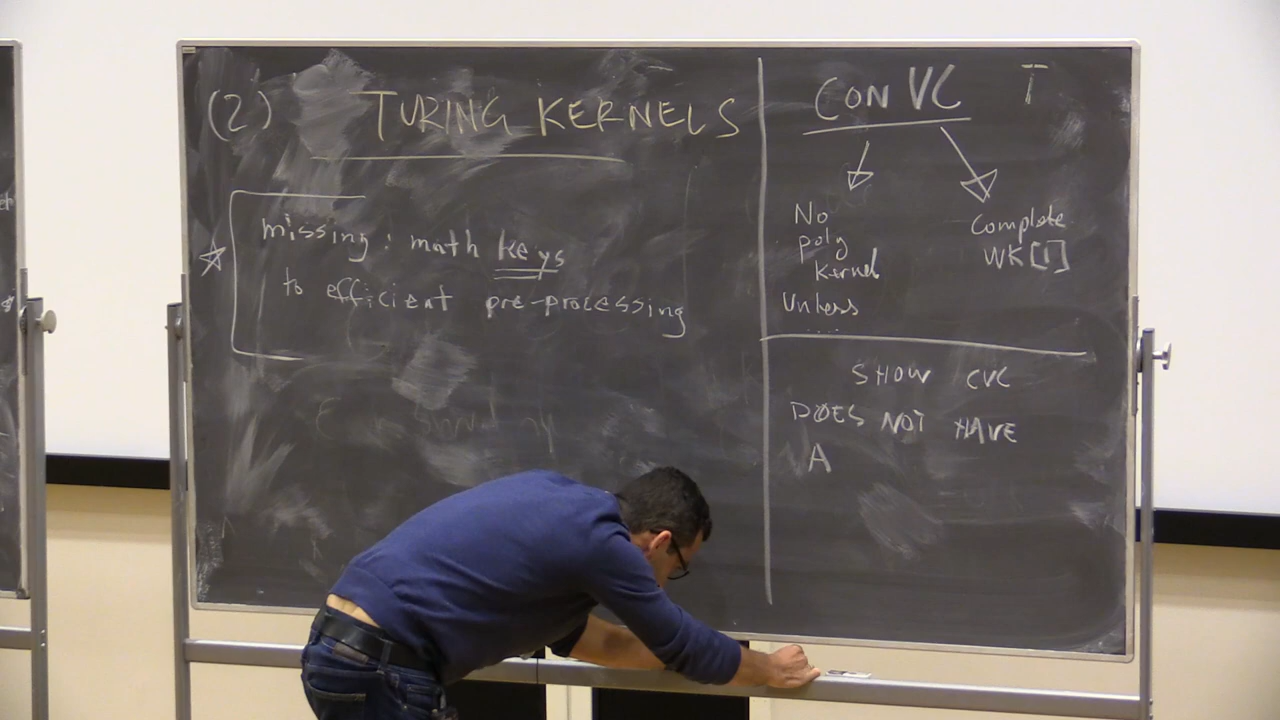 (2) TURING KERNELS
missing: math keys
to efficient pre-processing
CON VC T
No
poly
kernel
Unless
....
Complete
WK[1]
SHOW CVC
DOES NOT HAVE
A